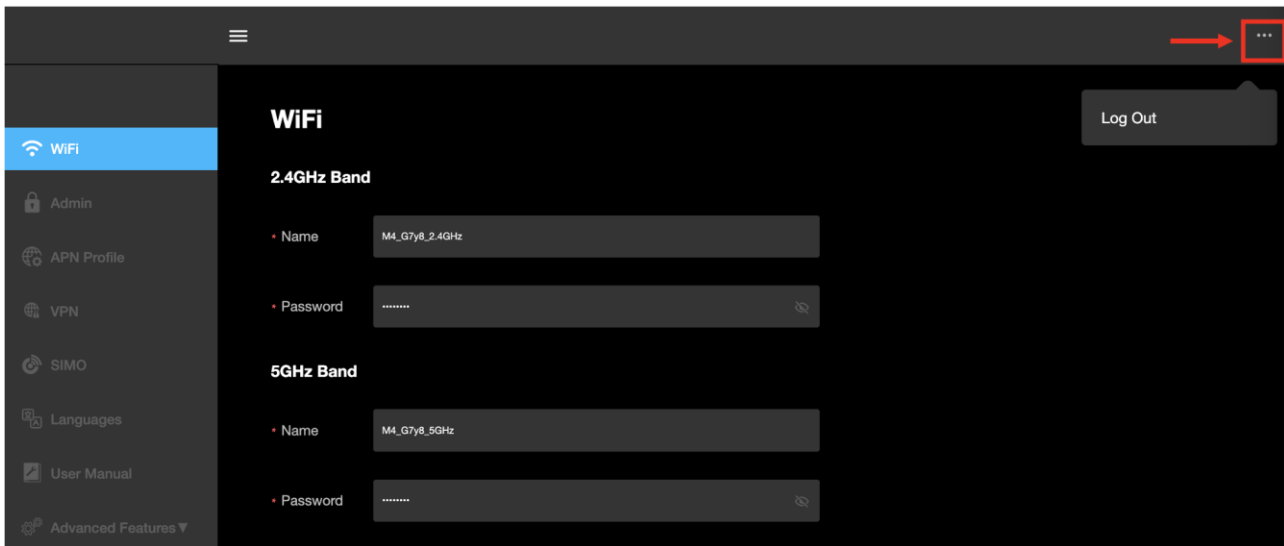 Log Out
WiFi
WiFi
Admin
APN Profile
VPN
SIMO
Languages
User Manual
Advanced Features▼
2.4GHz Band
* Name
M4_G7y8_2.4GHz
* Password
••••••••
5GHz Band
* Name
M4_G7y8_5GHz
* Password
••••••••